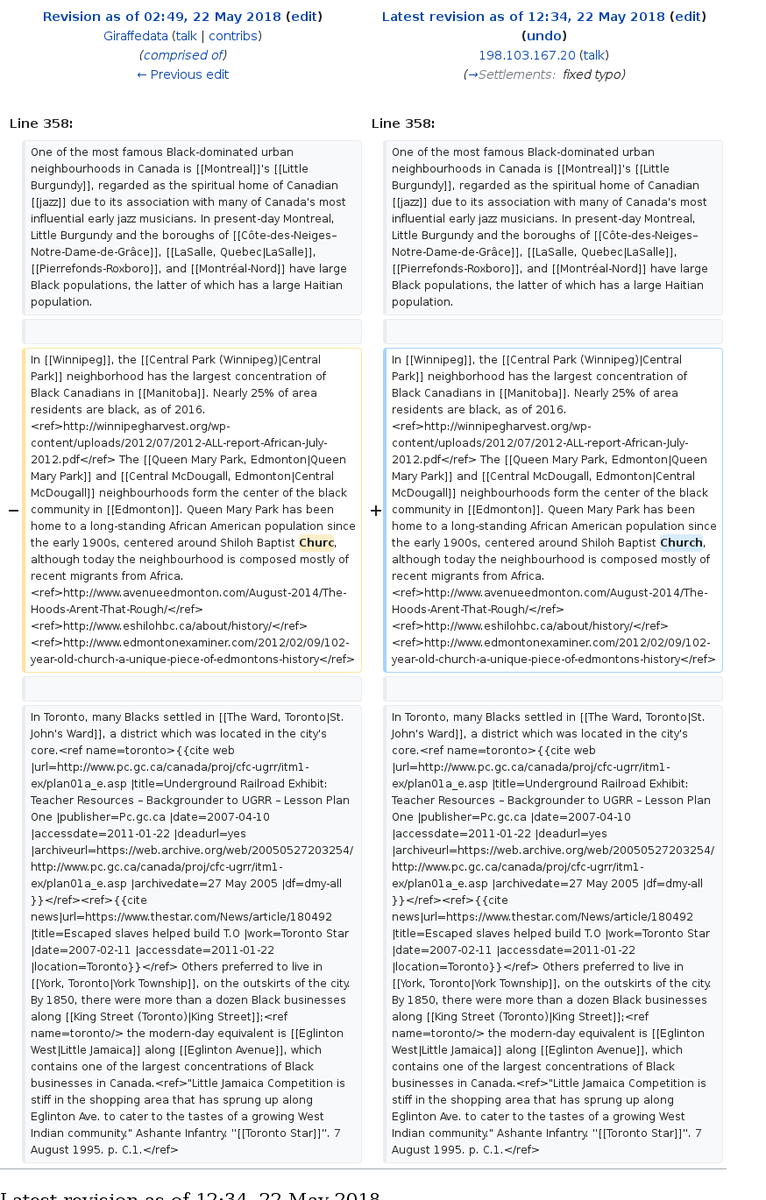 Revision as of 02:49, 22 May 2018 (edit)
Giraffedata (talk | contribs)
(comprised of)
← Previous edit
Latest revision as of 12:34, 22 May 2018 (edit)
(undo)
198.103.167.20 (talk)
(→Settlements: fixed typo)
Line 358:
One of the most famous Black-dominated urban
neighbourhoods in Canada is [[Montreal]]'s [[Little
Burgundy]], regarded as the spiritual home of Canadian
[[jazz]] due to its association with many of Canada's most
influential early jazz musicians. In present-day Montreal,
Little Burgundy and the boroughs of [[Côte-des-Neiges–
Notre-Dame-de-Grâce]], [[LaSalle, Quebec|LaSalle]],
[[Pierrefonds-Roxboro]], and [[Montréal-Nord]] have large
Black populations, the latter of which has a large Haitian
population.
Line 358:
One of the most famous Black-dominated urban
neighbourhoods in Canada is [[Montreal]]'s [[Little
Burgundy]], regarded as the spiritual home of Canadian
[[jazz]] due to its association with many of Canada's most
influential early jazz musicians. In present-day Montreal,
Little Burgundy and the boroughs of [[Côte-des-Neiges–
Notre-Dame-de-Grâce]], [[LaSalle, Quebec|LaSalle]],
[[Pierrefonds-Roxboro]], and [[Montréal-Nord]] have large
Black populations, the latter of which has a large Haitian
population.
−
In [[Winnipeg]], the [[Central Park (Winnipeg)|Central
Park]] neighborhood has the largest concentration of
Black Canadians in [[Manitoba]]. Nearly 25% of area
residents are black, as of 2016.
<ref>http://winnipegharvest.org/wp-
content/uploads/2012/07/2012-ALL-report-African-July-
2012.pdf</ref> The [[Queen Mary Park, Edmonton|Queen
Mary Park]] and [[Central McDougall, Edmonton|Central
McDougall]] neighbourhoods form the center of the black
community in [[Edmonton]]. Queen Mary Park has been
home to a long-standing African American population since
the early 1900s, centered around Shiloh Baptist Churc,
although today the neighbourhood is composed mostly of
recent migrants from Africa.
<ref>http://www.avenueedmonton.com/August-2014/The-
Hoods-Arent-That-Rough/</ref>
<ref>http://www.eshilohbc.ca/about/history/</ref>
<ref>http://www.edmontonexaminer.com/2012/02/09/102-
year-old-church-a-unique-piece-of-edmontons-history</ref>
+
In [[Winnipeg]], the [[Central Park (Winnipeg)|Central
Park]] neighborhood has the largest concentration of
Black Canadians in [[Manitoba]]. Nearly 25% of area
residents are black, as of 2016.
<ref>http://winnipegharvest.org/wp-
content/uploads/2012/07/2012-ALL-report-African-July-
2012.pdf</ref> The [[Queen Mary Park, Edmonton|Queen
Mary Park]] and [[Central McDougall, Edmonton|Central
McDougall]] neighbourhoods form the center of the black
community in [[Edmonton]]. Queen Mary Park has been
home to a long-standing African American population since
the early 1900s, centered around Shiloh Baptist Church,
although today the neighbourhood is composed mostly of
recent migrants from Africa.
<ref>http://www.avenueedmonton.com/August-2014/The-
Hoods-Arent-That-Rough/</ref>
<ref>http://www.eshilohbc.ca/about/history/</ref>
<ref>http://www.edmontonexaminer.com/2012/02/09/102-
year-old-church-a-unique-piece-of-edmontons-history</ref>
In Toronto, many Blacks settled in [[The Ward, Toronto|St.
John's Ward]], a district which was located in the city's
core.<ref name=toronto>{{cite web
|url=http://www.pc.gc.ca/canada/proj/cfc-ugrr/itm1-
ex/plan01a_e.asp |title=Underground Railroad Exhibit:
Teacher Resources – Backgrounder to UGRR – Lesson Plan
One |publisher=Pc.gc.ca |date=2007-04-10
|accessdate=2011-01-22 |deadurl=yes
|archiveurl=https://web.archive.org/web/20050527203254/
http://www.pc.gc.ca/canada/proj/cfc-ugrr/itm1-
ex/plan01a_e.asp |archivedate=27 May 2005 |df=dmy-all
}}</ref><ref>{{cite
news|url=https://www.thestar.com/News/article/180492
|title=Escaped slaves helped build T.O |work=Toronto Star
|date=2007-02-11 |accessdate=2011-01-22
|location=Toronto}}</ref> Others preferred to live in
[[York, Toronto|York Township]], on the outskirts of the city.
By 1850, there were more than a dozen Black businesses
along [[King Street (Toronto)|King Street]];<ref
name=toronto/> the modern-day equivalent is [[Eglinton
West|Little Jamaica]] along [[Eglinton Avenue]], which
contains one of the largest concentrations of Black
businesses in Canada.<ref>"Little Jamaica Competition is
stiff in the shopping area that has sprung up along
Eglinton Ave. to cater to the tastes of a growing West
Indian community." Ashante Infantry. ''[[Toronto Star]]''. 7
August 1995. p. C.1.</ref>
In Toronto, many Blacks settled in [[The Ward, Toronto|St.
John's Ward]], a district which was located in the city's
core.<ref name=toronto>{{cite web
|url=http://www.pc.gc.ca/canada/proj/cfc-ugrr/itm1-
ex/plan01a_e.asp |title=Underground Railroad Exhibit:
Teacher Resources – Backgrounder to UGRR – Lesson Plan
One |publisher=Pc.gc.ca |date=2007-04-10
|accessdate=2011-01-22 |deadurl=yes
|archiveurl=https://web.archive.org/web/20050527203254/
http://www.pc.gc.ca/canada/proj/cfc-ugrr/itm1-
ex/plan01a_e.asp |archivedate=27 May 2005 |df=dmy-all
}}</ref><ref>{{cite
news|url=https://www.thestar.com/News/article/180492
|title=Escaped slaves helped build T.O |work=Toronto Star
|date=2007-02-11 |accessdate=2011-01-22
|location=Toronto}}</ref> Others preferred to live in
[[York, Toronto|York Township]], on the outskirts of the city.
By 1850, there were more than a dozen Black businesses
along [[King Street (Toronto)|King Street]];<ref
name=toronto/> the modern-day equivalent is [[Eglinton
West|Little Jamaica]] along [[Eglinton Avenue]], which
contains one of the largest concentrations of Black
businesses in Canada.<ref>"Little Jamaica Competition is
stiff in the shopping area that has sprung up along
Eglinton Ave. to cater to the tastes of a growing West
Indian community." Ashante Infantry. ''[[Toronto Star]]''. 7
August 1995. p. C.1.</ref>
Latest revision as of 12:34, 22 May 2018